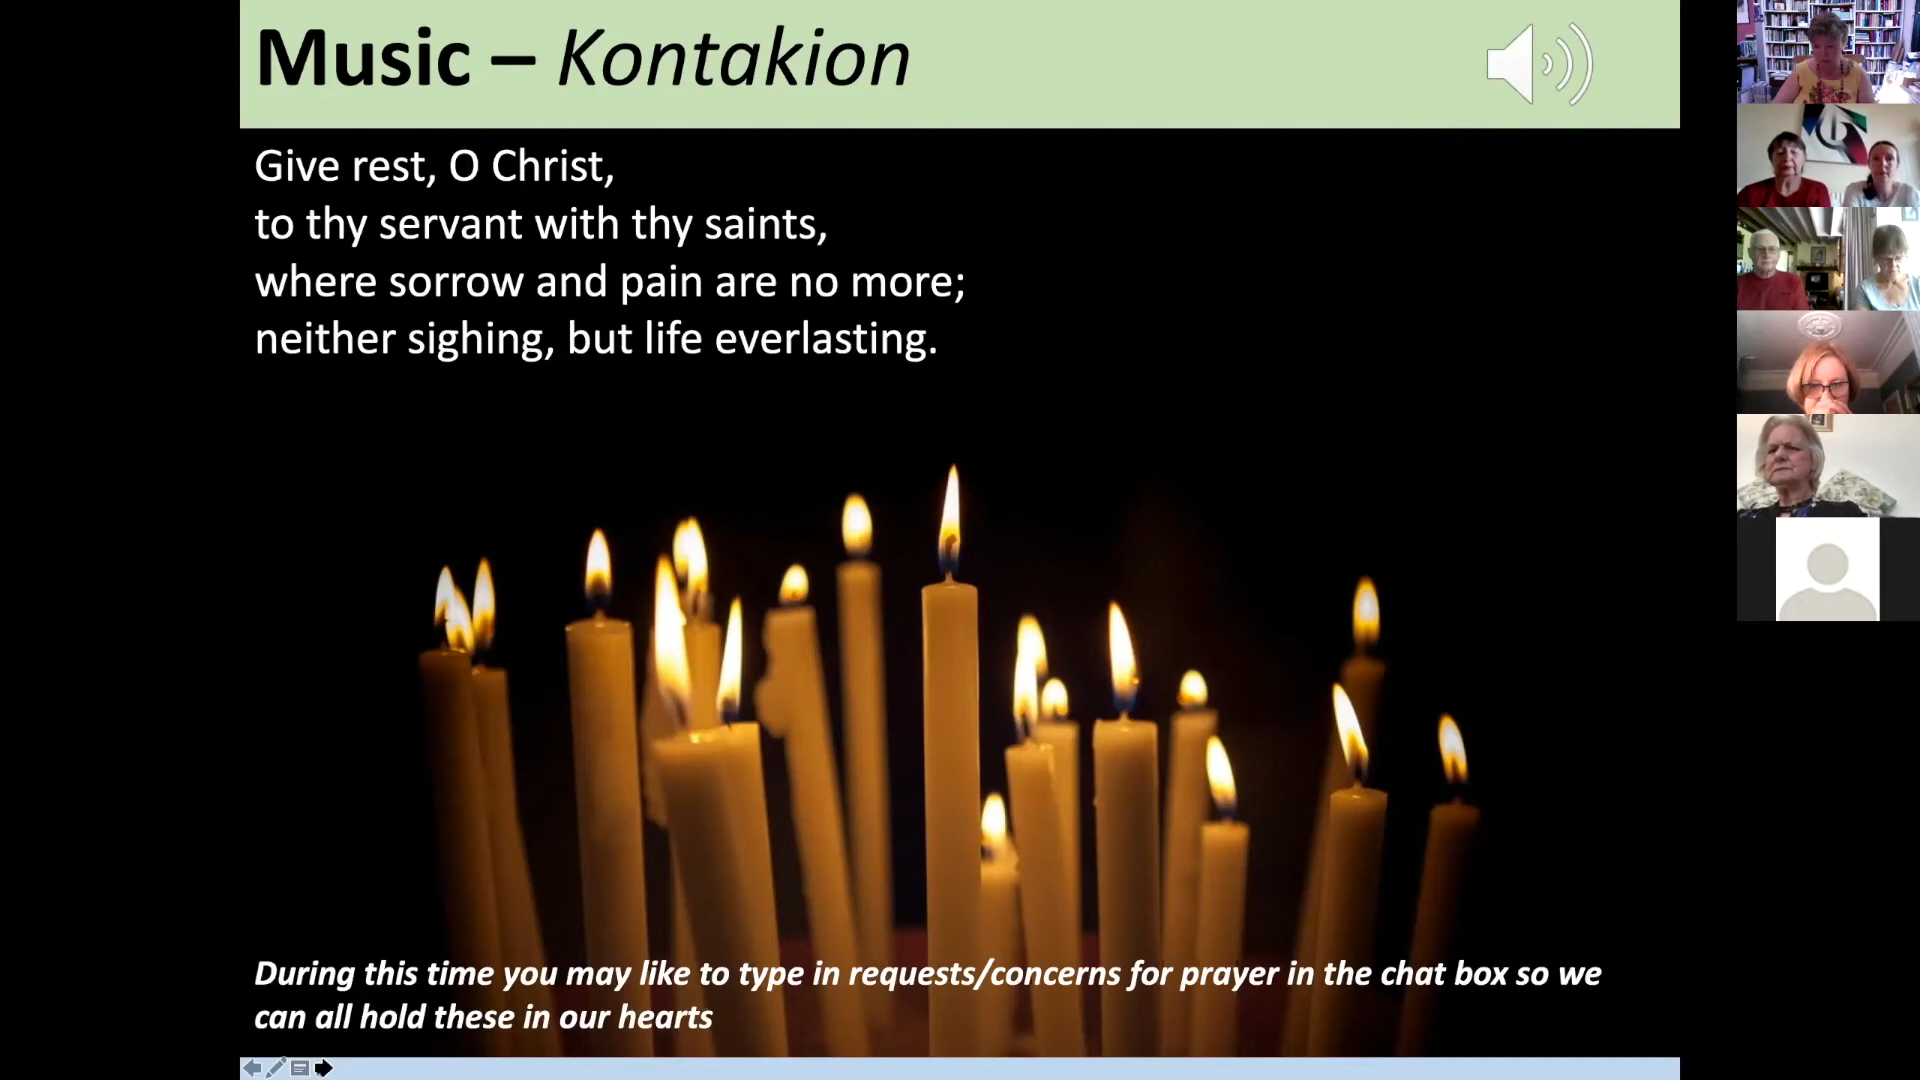 Music – Kontakion
Give rest, O Christ,
to thy servant with thy saints,
where sorrow and pain are no more;
neither sighing, but life everlasting.
During this time you may like to type in requests/concerns for prayer in the chat box so we
can all hold these in our hearts